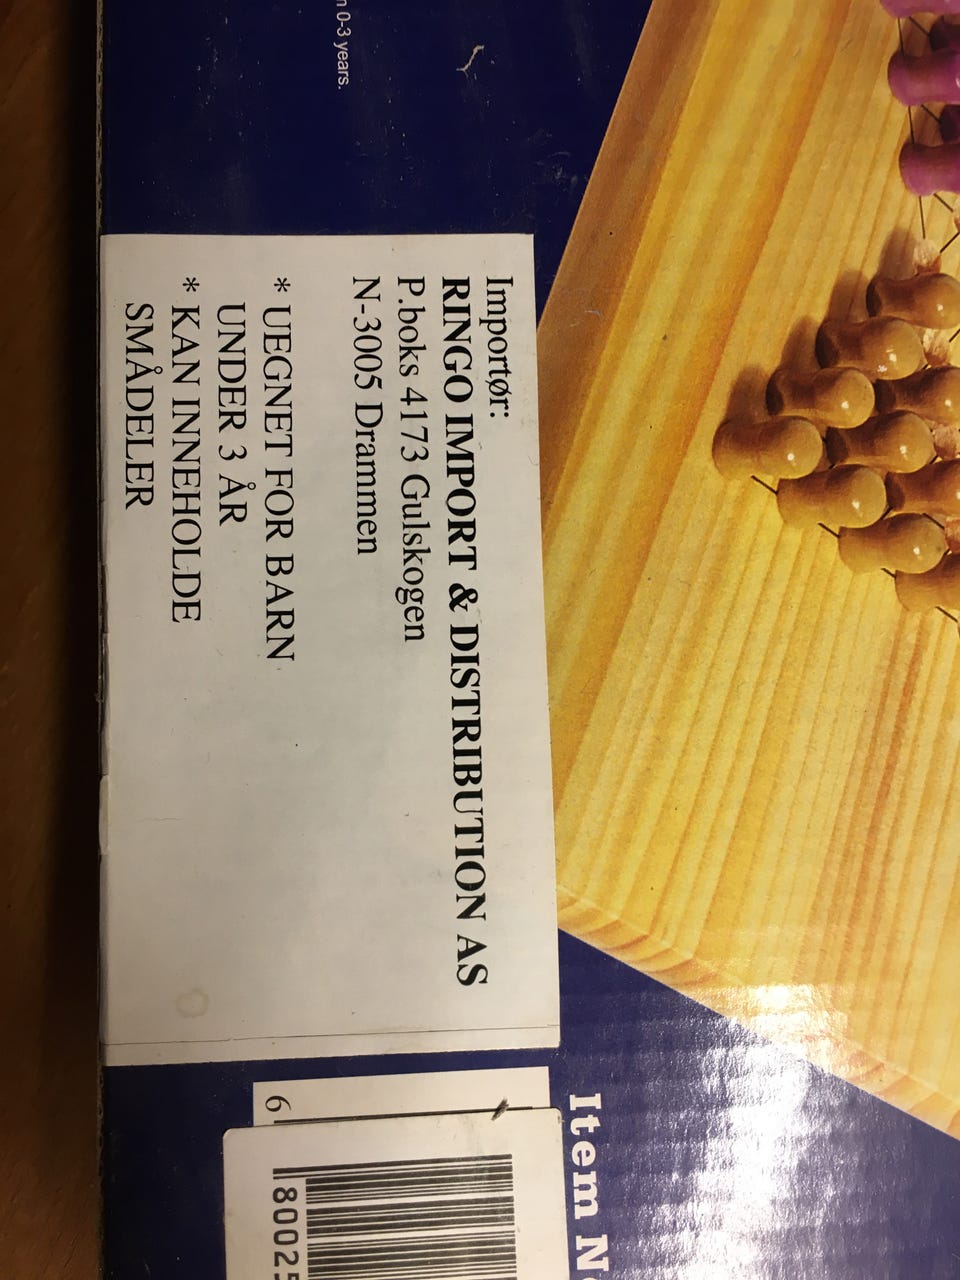 n 0-3 years.
Importør:
RINGO IMPORT & DISTRIBUTION AS
P.boks 4173 Gulskogen
N-3005 Drammen
* UEGNET FOR BARN
UNDER 3 ÅR
* KAN INNEHOLDE
SMÅDELER
Item N
6
80025